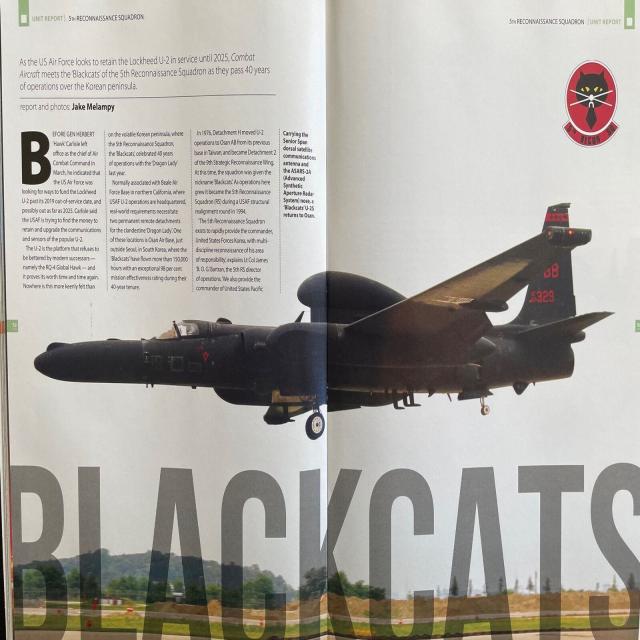 UNIT REPORT | 5TH RECONNAISSANCE SQUADRON
5TH RECONNAISSANCE SQUADRON | UNIT REPORT
As the US Air Force looks to retain the Lockheed U-2 in service until 2025, Combat
Aircraft meets the 'Blackcats' of the 5th Reconnaissance Squadron as they pass 40 years
of operations over the Korean peninsula.
report and photos: Jake Melampy
BEFORE GEN HERBERT
'Hawk' Carlisle left
office as the chief of Air
Combat Command in
March, he indicated that
the US Air Force was
looking for ways to fund the Lockheed
U-2 past its 2019 out-of-service date, and
possibly out as far as 2025. Carlisle said
the USAF is trying to find the money to
retain and upgrade the communications
and sensors of the popular U-2.
The U-2 is the platform that refuses to
be bettered by modern successors —
namely the RQ-4 Global Hawk — and
it proves its worth time and time again.
Nowhere is this more keenly felt than
on the volatile Korean peninsula, where
the 5th Reconnaissance Squadron,
the 'Blackcats', celebrated 40 years
of operations with the 'Dragon Lady'
last year.
Normally associated with Beale Air
Force Base in northern California, where
USAF U-2 operations are headquartered,
real-world requirements necessitate
two permanent remote detachments
for the clandestine 'Dragon Lady'. One
of these locations is Osan Air Base, just
outside Seoul, in South Korea, where the
'Blackcats' have flown more than 150,000
hours with an exceptional 98 per cent
mission effectiveness rating during their
40-year tenure.
In 1976, Detachment H moved U-2
operations to Osan AB from its previous
base in Taiwan, and became Detachment 2
of the 9th Strategic Reconnaissance Wing.
At this time, the squadron was given the
nickname 'Blackcats'. As operations here
grew it became the 5th Reconnaissance
Squadron (RS) during a USAF structural
realignment found in 1994.
'The 5th Reconnaissance Squadron
exists to rapidly provide the commander,
United States Forces Korea, with multi-
discipline reconnaissance of his area
of responsibility', explains Lt Col James
'B. O. G.' Bartran, the 5th RS director
of operations. 'We also provide the
commander of United States Pacific
Carrying the
Senior Span
dorsal satellite
communications
antenna and
the ASARS-2A
(Advanced
Synthetic
Aperture Radar
System) nose, a
'Blackcats' U-2S
returns to Osan.
5TH RECON SQ
BB
329
BLACKCATS